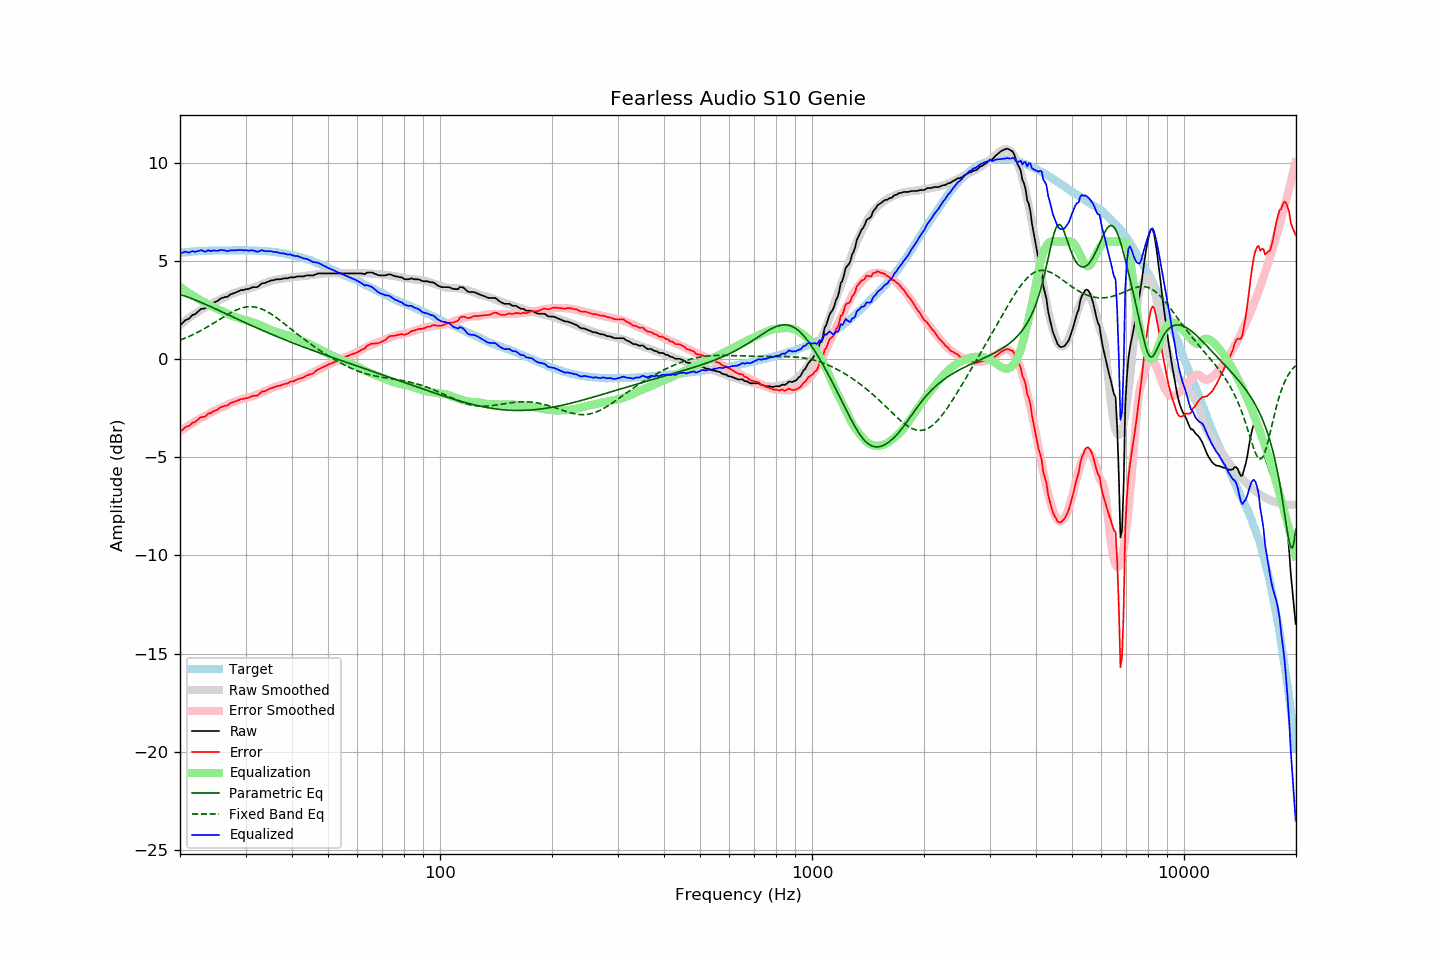 Fearless Audio S10 Genie
Amplitude (dBr)
10
5
0
−5
−10
−15
−20
−25
Target
Raw Smoothed
Error Smoothed
Raw
Error
Equalization
Parametric Eq
Fixed Band Eq
Equalized
100 1000 10000
Frequency (Hz)